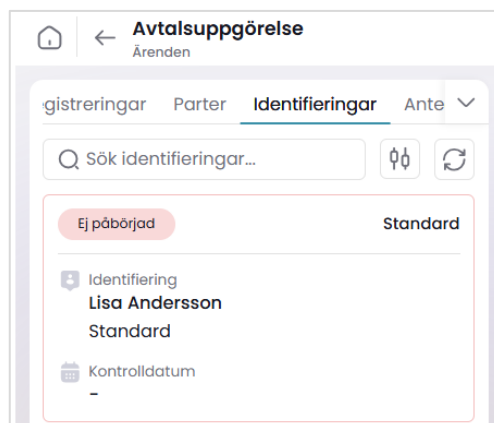 Avtalsuppgörelse
Ärenden
gistreringar Parter Identifieringar Ante
Sök identifieringar...
Ej påbörjad Standard
Identifiering
Lisa Andersson
Standard
Kontrolldatum
-